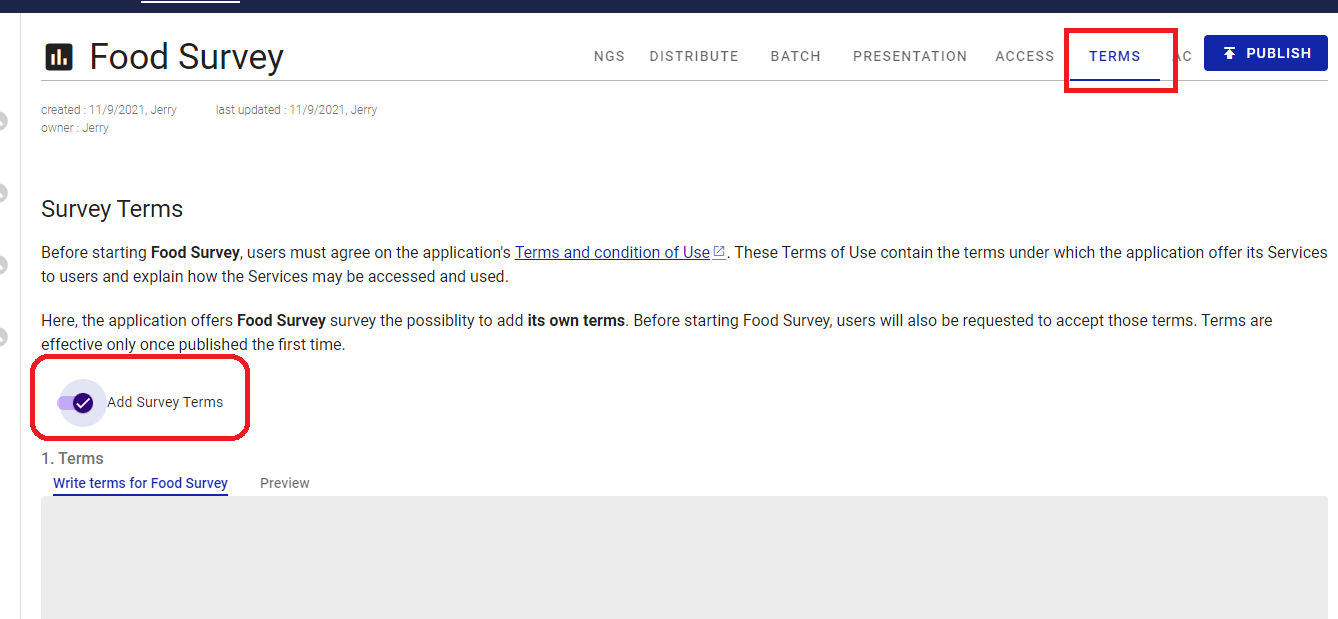 Food Survey
NGS DISTRIBUTE BATCH PRESENTATION ACCESS TERMS AC PUBLISH
created : 11/9/2021, Jerry last updated : 11/9/2021, Jerry
owner : Jerry
Survey Terms
Before starting Food Survey, users must agree on the application's Terms and condition of Use. These Terms of Use contain the terms under which the application offer its Services
to users and explain how the Services may be accessed and used.
Here, the application offers Food Survey survey the possiblity to add its own terms. Before starting Food Survey, users will also be requested to accept those terms. Terms are
effective only once published the first time.
Add Survey Terms
1. Terms
Write terms for Food Survey Preview